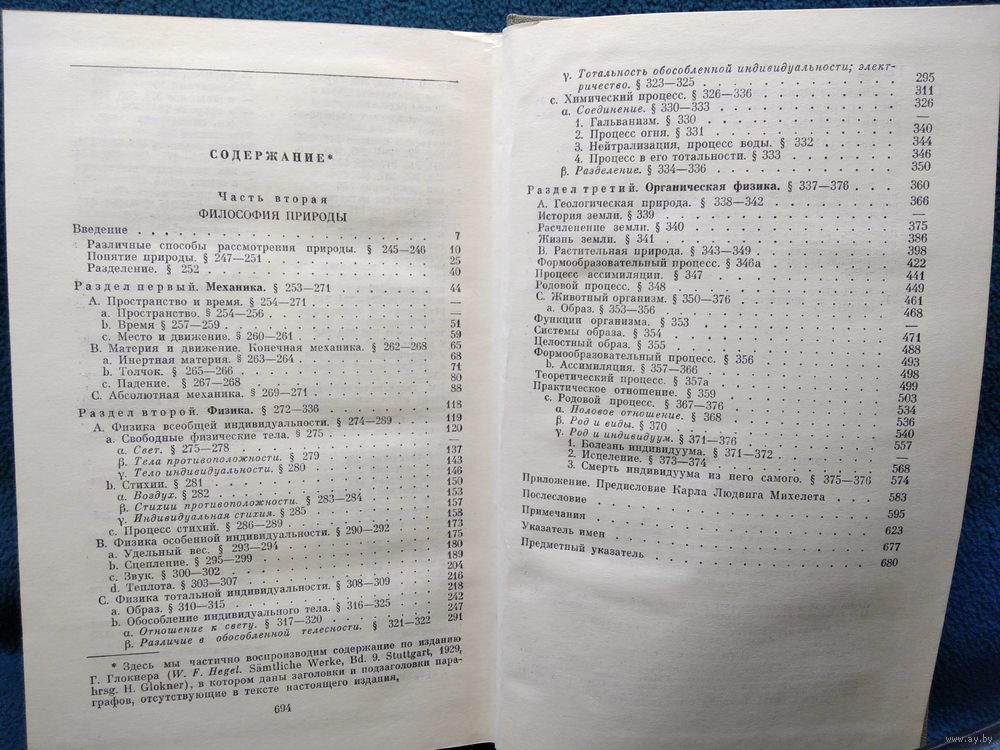 СОДЕРЖАНИЕ*
Часть вторая
ФИЛОСОФИЯ ПРИРОДЫ
Введение . . . 7
Различные способы рассмотрения природы. § 245—246 10
Понятие природы. § 247—251 . . . 25
Разделение. § 252 . . . 40
Раздел первый. Механика. § 253—271 . . . 44
А. Пространство и время. § 254—271 . . . —
a. Пространство. § 254—256 . . . —
b. Время § 257—259 . . . 51
c. Место и движение. § 260—261 . . . 59
В. Материя и движение. Конечная механика. § 262—268 65
a. Инертная материя. § 263—264 . . . 68
b. Толчок. § 265—266 . . . 71
c. Падение. § 267—268 . . . 80
С. Абсолютная механика. § 269—271 . . . 88
Раздел второй. Физика. § 272—336 . . . 118
А. Физика всеобщей индивидуальности. § 274—289 . . 119
a. Свободные физические тела. § 275 . . . 120
α. Свет. § 275—278 . . . —
β. Тела противоположности. § 279 . . . 137
γ. Тело индивидуальности. § 280 . . . 143
b. Стихии. § 281 . . . 146
α. Воздух. § 282 . . . 150
β. Стихии противоположности. § 283—284 . . . 153
γ. Индивидуальная стихия. § 285 . . . 157
c. Процесс стихий. § 286—289 . . . 158
В. Физика особенной индивидуальности. § 290—292 . . 173
a. Удельный вес. § 293—294 . . . 175
b. Сцепление. § 295—299 . . . 180
c. Звук. § 300—302 . . . 189
d. Теплота. § 303—307 . . . 204
С. Физика тотальной индивидуальности. § 308—309 . . 216
a. Образ. § 310—315 . . . 218
b. Обособление индивидуального тела. § 316—325 . . 242
α. Отношение к свету. § 317—320 . . . 247
β. Различие в обособленной телесности. § 321—322 291
* Здесь мы частично воспроизводим содержание по изданию
Г. Глокнера (W. F. Hegel. Sämtliche Werke, Bd. 9. Stuttgart, 1929,
hrsg. H. Glokner), в котором даны заголовки и подзаголовки пара-
графов, отсутствующие в тексте настоящего издания,
694
γ. Тотальность обособленной индивидуальности; элект-
ричество. § 323—325 . . . 295
c. Химический процесс. § 326—336 . . . 311
α. Соединение. § 330—333 . . . 326
1. Гальванизм. § 330 . . . —
2. Процесс огня. § 331 . . . 340
3. Нейтрализация, процесс воды. § 332 . . . 344
4. Процесс в его тотальности. § 333 . . . 346
β. Разделение. § 334—336 . . . 350
Раздел третий. Органическая физика. § 337—376 . . . 360
А. Геологическая природа. § 338—342 . . . 366
История земли. § 339 . . . —
Расчленение земли. § 340 . . . 375
Жизнь земли. § 341 . . . 386
В. Растительная природа. § 343—349 . . . 398
Формообразовательный процесс. § 346а . . . 422
Процесс ассимиляции. § 347 . . . 441
Родовой процесс. § 348 . . . 449
С. Животный организм. § 350—376 . . . 461
a. Образ. § 353—356 . . . 468
Функции организма. § 353 . . . —
Системы образа. § 354 . . . 471
Целостный образ. § 355 . . . 488
Формообразовательный процесс. § 356 . . . 493
b. Ассимиляция. § 357—366 . . . 498
Теоретический процесс. § 357а . . . 499
Практическое отношение. § 359 . . . 503
c. Родовой процесс. § 367—376 . . . 534
α. Половое отношение. § 368 . . . 536
β. Род и виды. § 370 . . . 540
γ. Род и индивидуум. § 371—376 . . . 557
1. Болезнь индивидуума. § 371—372 . . . —
2. Исцеление. § 373—374 . . . 568
3. Смерть индивидуума из него самого. § 375—376 574
Приложение. Предисловие Карла Людвига Михелета . . . 583
Послесловие . . . 595
Примечания . . . 623
Указатель имен . . . 677
Предметный указатель . . . 680
www.ay.by